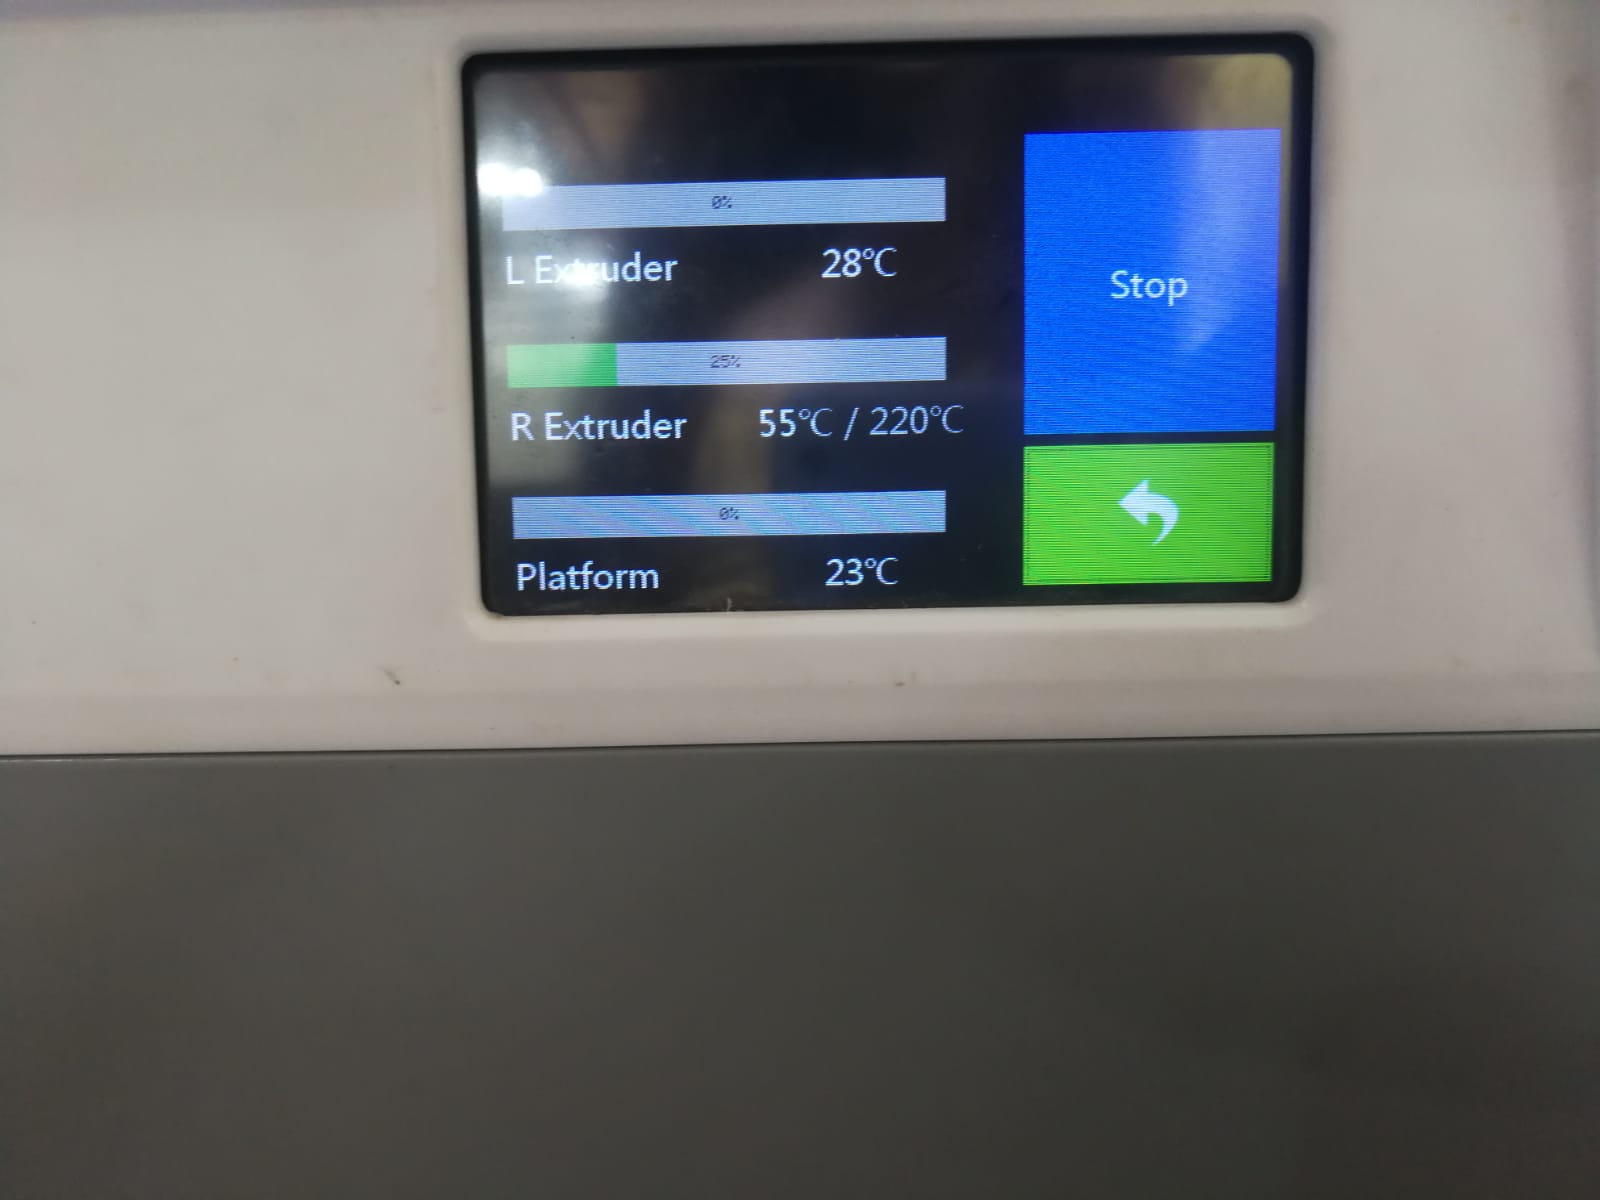 0%
L Extruder 28℃
Stop
25%
R Extruder 55℃ / 220℃
0%
Platform 23℃